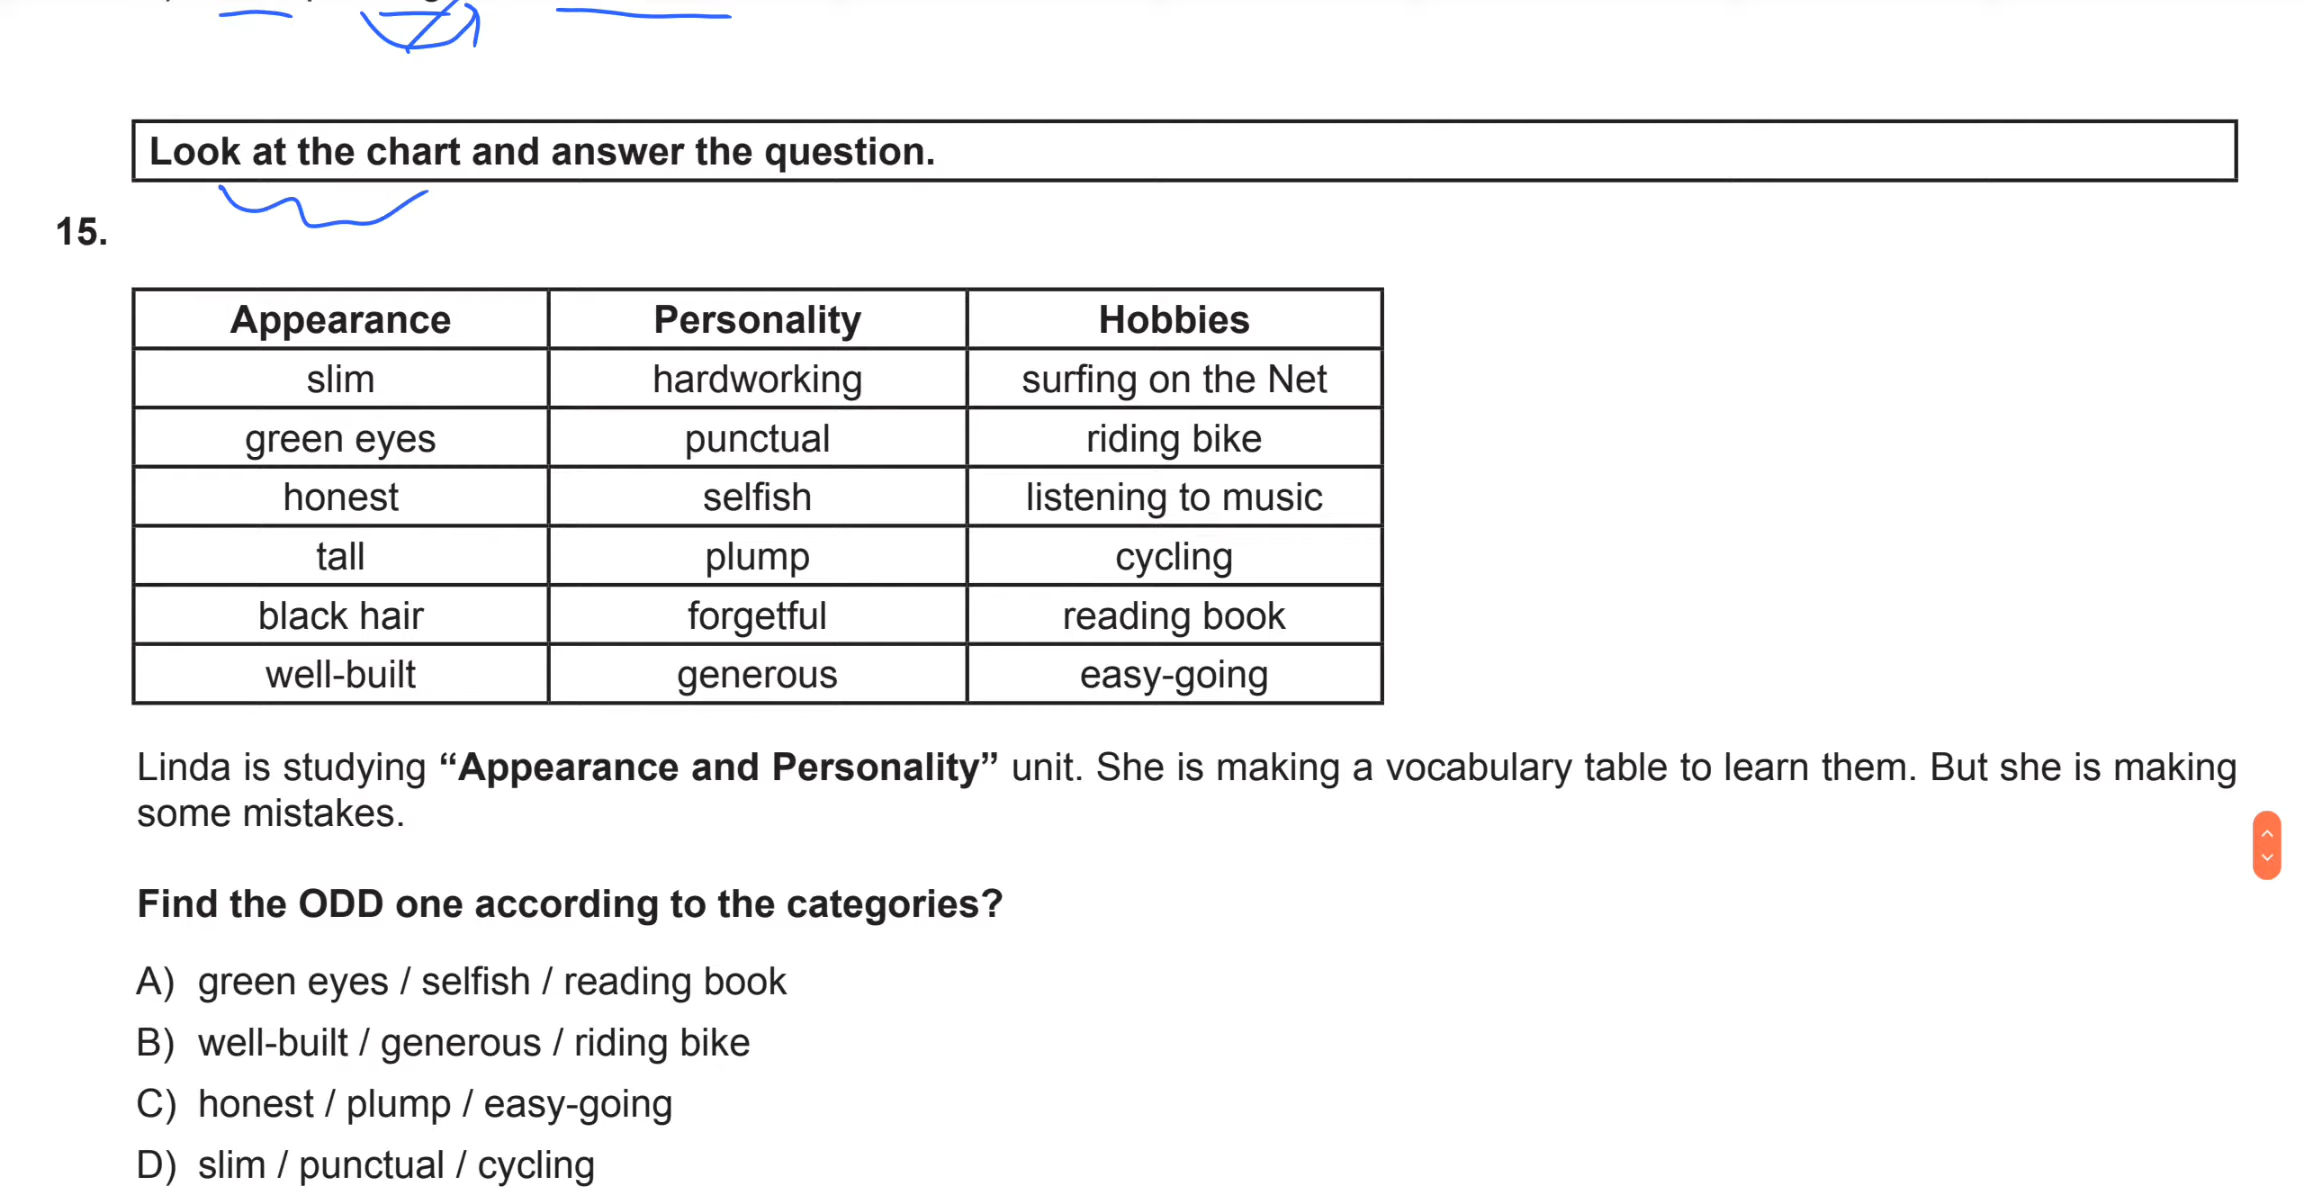 Look at the chart and answer the question.
15.
Appearance Personality Hobbies
slim hardworking surfing on the Net
green eyes punctual riding bike
honest selfish listening to music
tall plump cycling
black hair forgetful reading book
well-built generous easy-going
Linda is studying “Appearance and Personality” unit. She is making a vocabulary table to learn them. But she is making
some mistakes.
Find the ODD one according to the categories?
A) green eyes / selfish / reading book
B) well-built / generous / riding bike
C) honest / plump / easy-going
D) slim / punctual / cycling